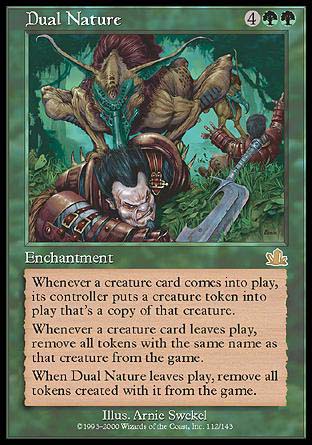 Dual Nature 4
Enchantment
Whenever a creature card comes into play,
its controller puts a creature token into
play that's a copy of that creature.
Whenever a creature card leaves play,
remove all tokens with the same name as
that creature from the game.
When Dual Nature leaves play, remove all
tokens created with it from the game.
Illus. Arnie Swekel
©1993-2000 Wizards of the Coast, Inc. 112/143